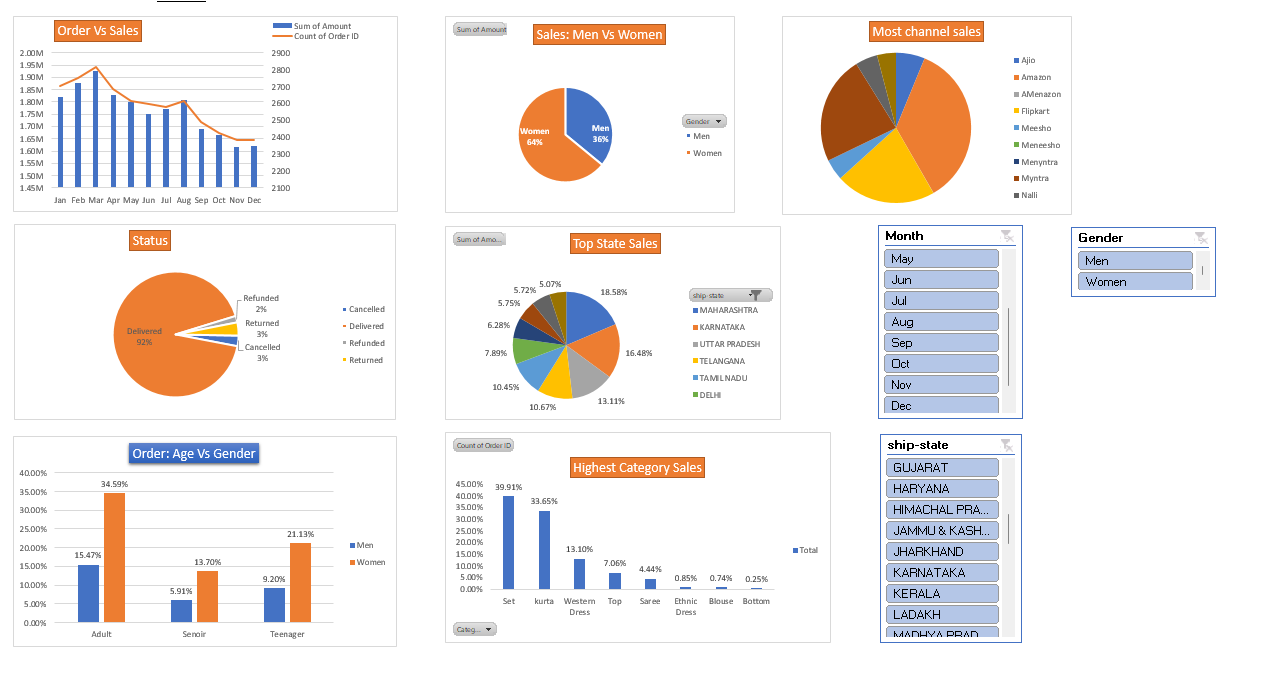 Order Vs Sales
Sum of Amount
Count of Order ID
2.00M
1.95M
1.90M
1.85M
1.80M
1.75M
1.70M
1.65M
1.60M
1.55M
1.50M
1.45M
2900
2800
2700
2600
2500
2400
2300
2200
2100
Jan Feb Mar Apr May Jun Jul Aug Sep Oct Nov Dec
Sum of Amount
Sales: Men Vs Women
Women
64%
Men
36%
Gender
Men
Women
Most channel sales
Ajio
Amazon
AMenazon
Flipkart
Meesho
Meneesho
Menyntra
Myntra
Nalli
Status
Delivered
92%
Refunded
2%
Returned
3%
Cancelled
3%
Cancelled
Delivered
Refunded
Returned
Sum of Amo...
Top State Sales
18.58%
16.48%
13.11%
10.67%
10.45%
7.89%
6.28%
5.75%
5.72%
5.07%
ship-state
MAHARASHTRA
KARNATAKA
UTTAR PRADESH
TELANGANA
TAMIL NADU
DELHI
Month
May
Jun
Jul
Aug
Sep
Oct
Nov
Dec
Gender
Men
Women
Order: Age Vs Gender
40.00%
35.00%
30.00%
25.00%
20.00%
15.00%
10.00%
5.00%
0.00%
15.47%
34.59%
5.91%
13.70%
9.20%
21.13%
Adult Senoir Teenager
Men
Women
Count of Order ID
Highest Category Sales
45.00%
40.00%
35.00%
30.00%
25.00%
20.00%
15.00%
10.00%
5.00%
0.00%
39.91%
33.65%
13.10%
7.06%
4.44%
0.85%
0.74%
0.25%
Set kurta Western Top Saree Ethnic Blouse Bottom
Dress Dress
Total
Categ...
ship-state
GUJARAT
HARYANA
HIMACHAL PRA...
JAMMU & KASH...
JHARKHAND
KARNATAKA
KERALA
LADAKH
MADHYA PRAD...